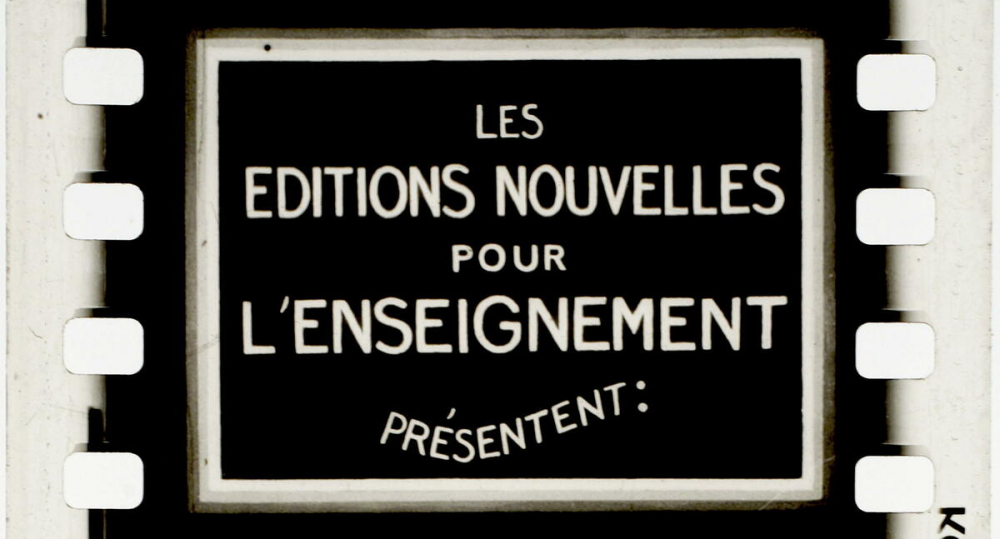 LES
EDITIONS NOUVELLES
POUR
L'ENSEIGNEMENT
PRÉSENTENT: